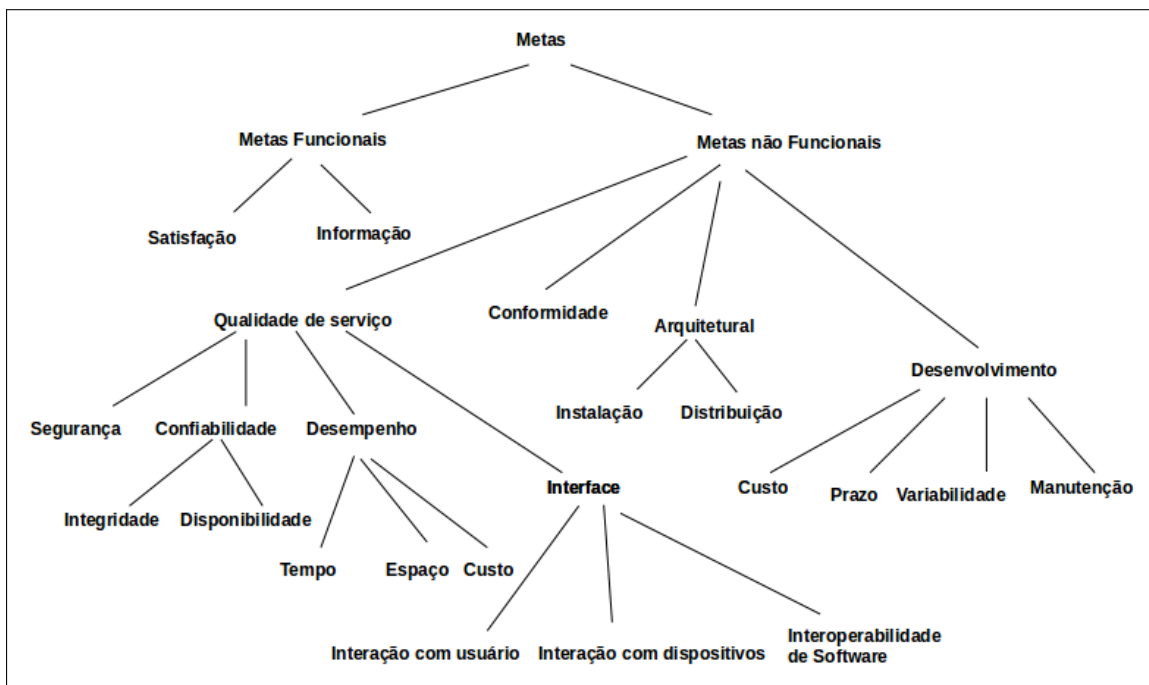 Metas
Metas Funcionais
Metas não Funcionais
Satisfação
Informação
Qualidade de serviço
Conformidade
Arquitetural
Desenvolvimento
Segurança
Confiabilidade
Desempenho
Instalação
Distribuição
Interface
Custo
Prazo
Variabilidade
Manutenção
Integridade
Disponibilidade
Tempo
Espaço
Custo
Interação com usuário
Interação com dispositivos
Interoperabilidade
de Software